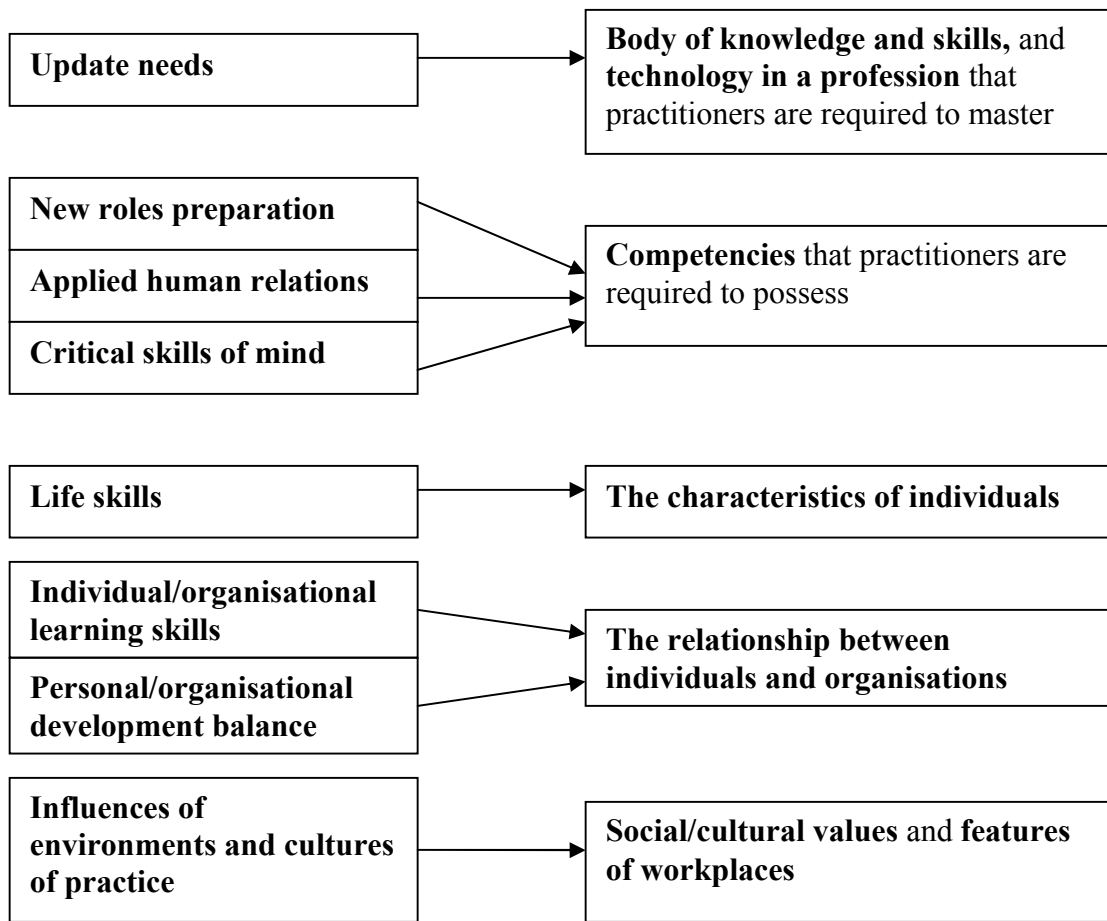 Update needs
Body of knowledge and skills, and
technology in a profession that
practitioners are required to master
New roles preparation
Applied human relations
Critical skills of mind
Competencies that practitioners are
required to possess
Life skills
The characteristics of individuals
Individual/organisational
learning skills
Personal/organisational
development balance
The relationship between
individuals and organisations
Influences of
environments and cultures
of practice
Social/cultural values and features
of workplaces